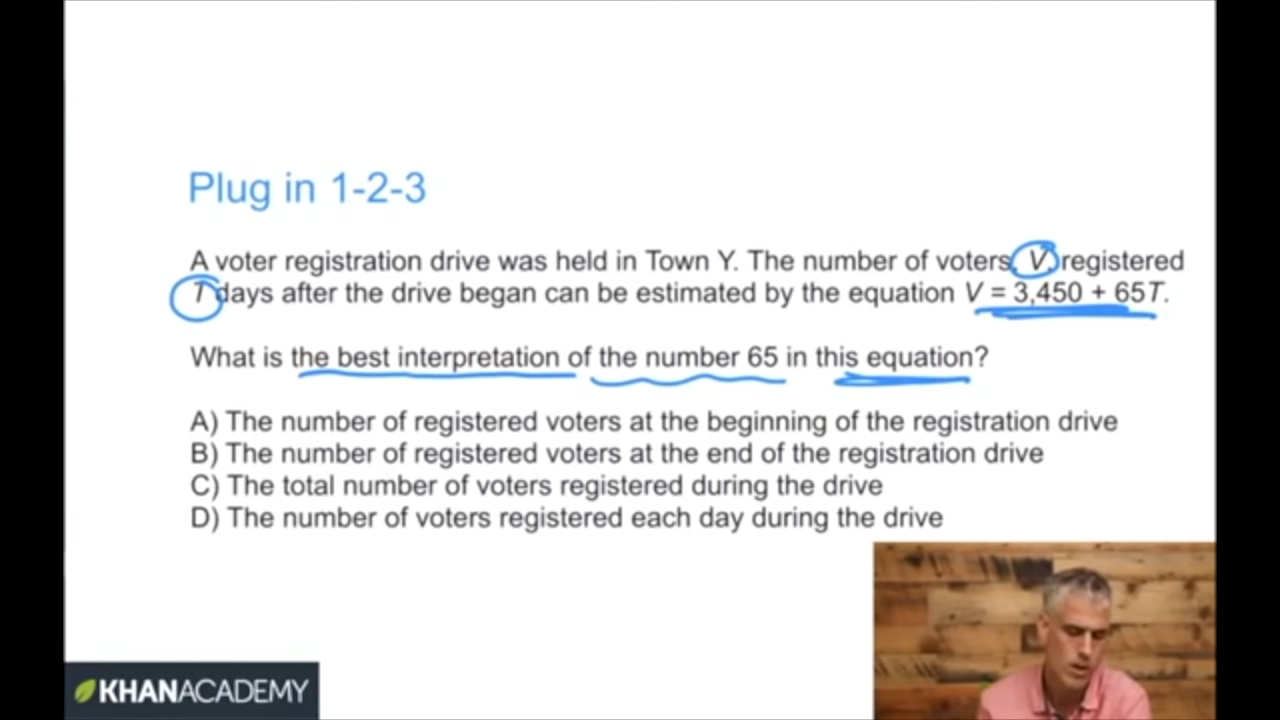 Plug in 1-2-3
A voter registration drive was held in Town Y. The number of voters, V, registered
T days after the drive began can be estimated by the equation V = 3,450 + 65T.
What is the best interpretation of the number 65 in this equation?
A) The number of registered voters at the beginning of the registration drive
B) The number of registered voters at the end of the registration drive
C) The total number of voters registered during the drive
D) The number of voters registered each day during the drive
KHANACADEMY